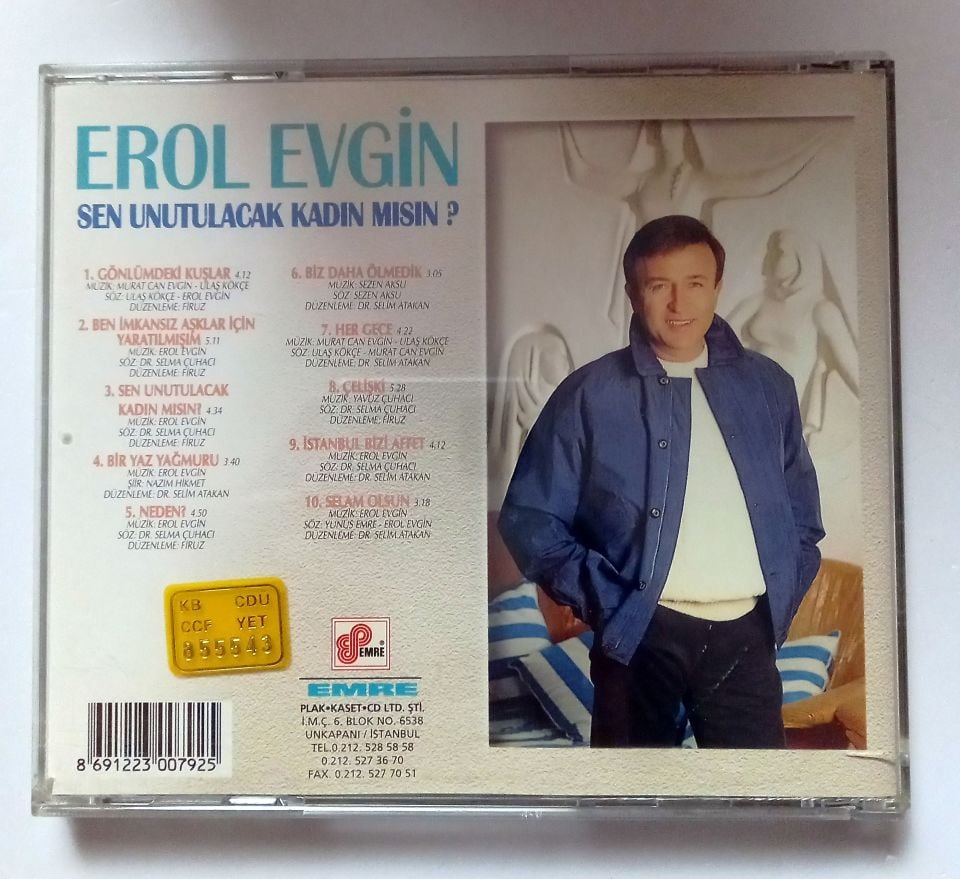 EROL EVGİN
SEN UNUTULACAK KADIN MISIN ?
1. GÖNLÜMDEKİ KUŞLAR 4.12
MÜZİK: MURAT CAN EVGİN - ULAŞ KÖKÇE
SÖZ: ULAŞ KÖKÇE - EROL EVGİN
DÜZENLEME: FİRUZ
2. BEN İMKANSIZ AŞKLAR İÇİN
YARATILMIŞIM 5.11
MÜZİK: EROL EVGİN
SÖZ: DR. SELMA ÇUHACI
DÜZENLEME: FİRUZ
3. SEN UNUTULACAK
KADIN MISIN? 4.34
MÜZİK: EROL EVGİN
SÖZ: DR. SELMA ÇUHACI
DÜZENLEME: FİRUZ
4. BİR YAZ YAĞMURU 3.40
MÜZİK: EROL EVGİN
ŞİİR: NAZIM HİKMET
DÜZENLEME: DR. SELİM ATAKAN
5. NEDEN? 4.50
MÜZİK: EROL EVGİN
SÖZ: DR. SELMA ÇUHACI
DÜZENLEME: FİRUZ
6. BİZ DAHA ÖLMEDİK 3.05
MÜZİK: SEZEN AKSU
SÖZ: SEZEN AKSU
DÜZENLEME: DR. SELİM ATAKAN
7. HER GECE 4.22
MÜZİK: MURAT CAN EVGİN - ULAŞ KÖKÇE
SÖZ: ULAŞ KÖKÇE - MURAT CAN EVGİN
DÜZENLEME: DR. SELİM ATAKAN
8. ÇELİŞKİ 5.28
MÜZİK: YAVUZ ÇUHACI
SÖZ: DR. SELMA ÇUHACI
DÜZENLEME: FİRUZ
9. İSTANBUL BİZİ AFFET 4.12
MÜZİK: EROL EVGİN
SÖZ: DR. SELMA ÇUHACI
DÜZENLEME: DR. SELİM ATAKAN
10. SELAM OLSUN 3.18
MÜZİK: EROL EVGİN
SÖZ: YUNUS EMRE - EROL EVGİN
DÜZENLEME: DR. SELİM ATAKAN
KB CDU
CCF YET
855543
EMRE
EMRE
PLAK•KASET•CD LTD. ŞTİ.
İ.M.Ç. 6. BLOK NO. 6538
UNKAPANI / İSTANBUL
TEL.0.212. 528 58 58
0.212. 527 36 70
FAX. 0.212. 527 70 51
8 691223 007925